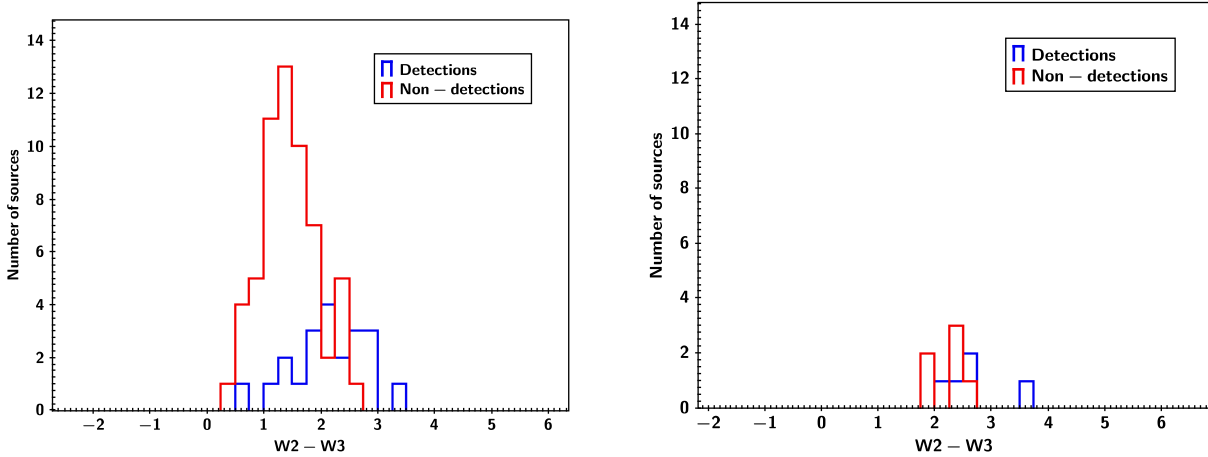 14
12
10
8
6
4
2
0
Number of sources
Detections
Non – detections
−2 −1 0 1 2 3 4 5 6
W2 – W3
14
12
10
8
6
4
2
0
Number of sources
Detections
Non – detections
−2 −1 0 1 2 3 4 5 6
W2 – W3